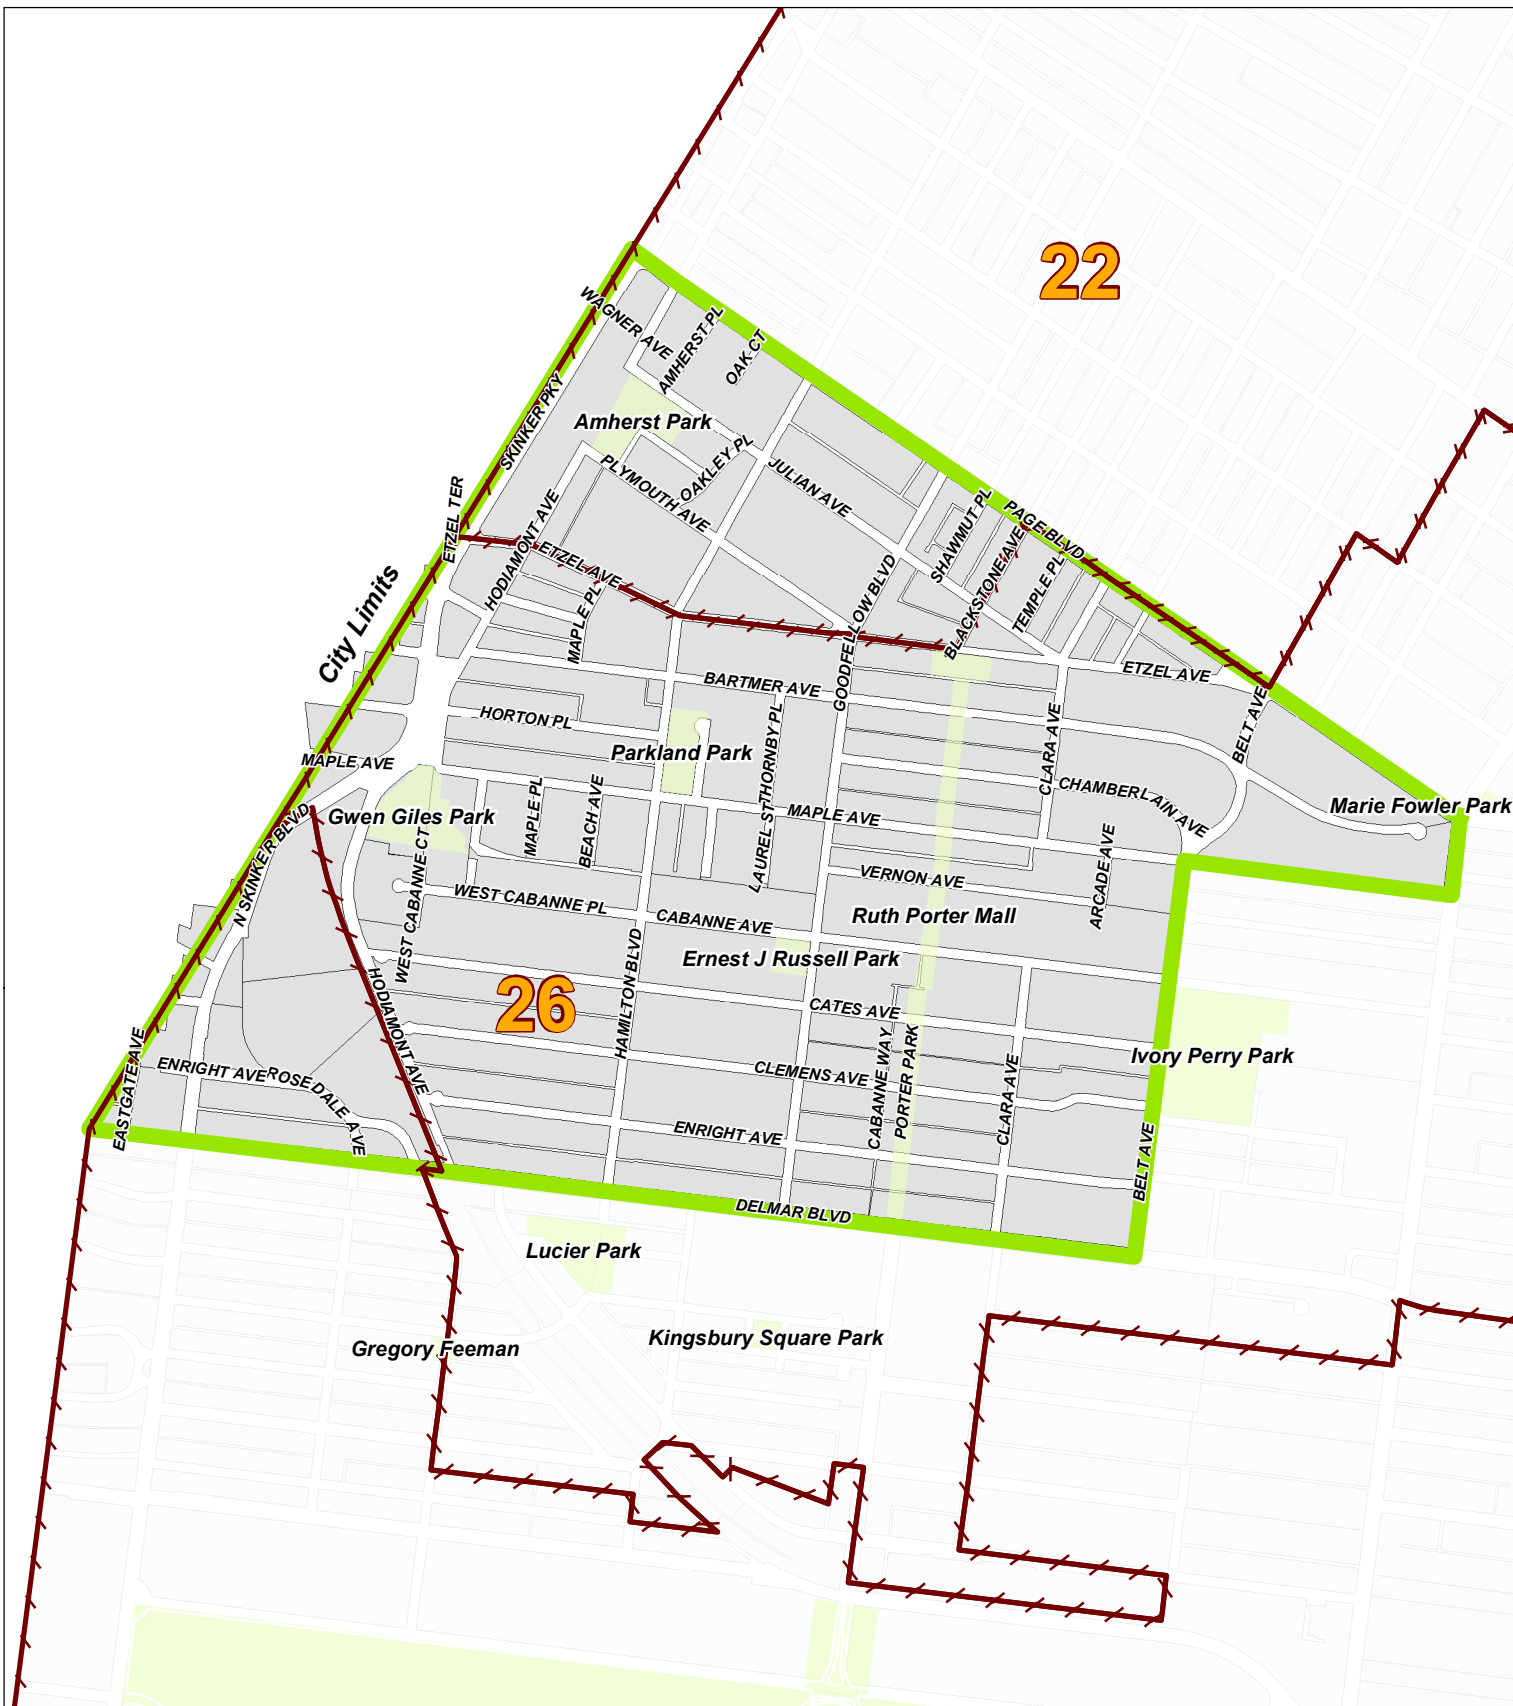 22
WAGNER AVE
AMHERST PL
OAK CT
SKINKER PKY
Amherst Park
OAKLEY PL
PLYMOUTH AVE
JULIAN AVE
ETZEL TER
HODIAMONT AVE
ETZEL AVE
SHAWMUT PL
PAGE BLVD
BLACKSTONE AVE
TEMPLE PL
GOODFELLOW BLVD
City Limits
MAPLE PL
ETZEL AVE
BARTMER AVE
HORTON PL
THORNBY PL
CLARA AVE
BELT AVE
Parkland Park
MAPLE AVE
CHAMBERLAIN AVE
Marie Fowler Park
Gwen Giles Park
MAPLE PL
BEACH AVE
LAUREL ST
MAPLE AVE
N SKINKER BLVD
WEST CABANNE CT
ARCADE AVE
VERNON AVE
WEST CABANNE PL
CABANNE AVE
Ruth Porter Mall
Ernest J Russell Park
HAMILTON BLVD
26
HODIAMONT AVE
CATES AVE
CABANNE WAY
PORTER PARK
CLARA AVE
Ivory Perry Park
EASTGATE AVE
ENRIGHT AVE
ROSEDALE AVE
CLEMENS AVE
ENRIGHT AVE
BELT AVE
DELMAR BLVD
Lucier Park
Gregory Feeman
Kingsbury Square Park